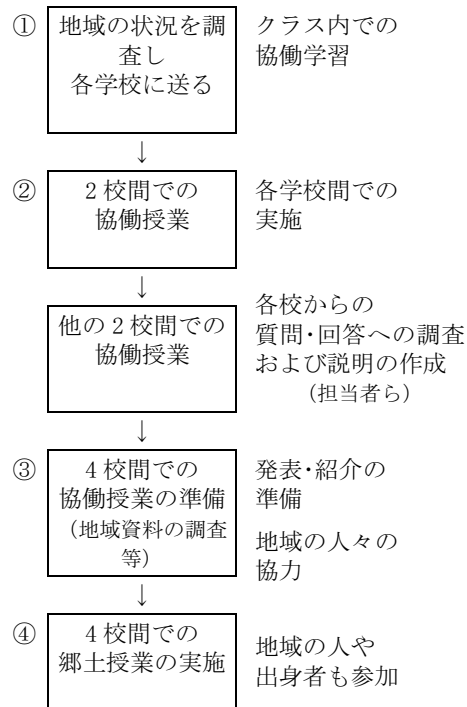 ① 地域の状況を調
査し
各学校に送る
クラス内での
協働学習
↓
② 2校間での
協働授業
各学校間での
実施
↓
他の2校間での
協働授業
各校からの
質問・回答への調査
および説明の作成
(担当者ら)
↓
③ 4校間での
協働授業の準備
(地域資料の調査
等)
発表・紹介の
準備
地域の人々の
協力
↓
④ 4校間での
郷土授業の実施
地域の人や
出身者も参加